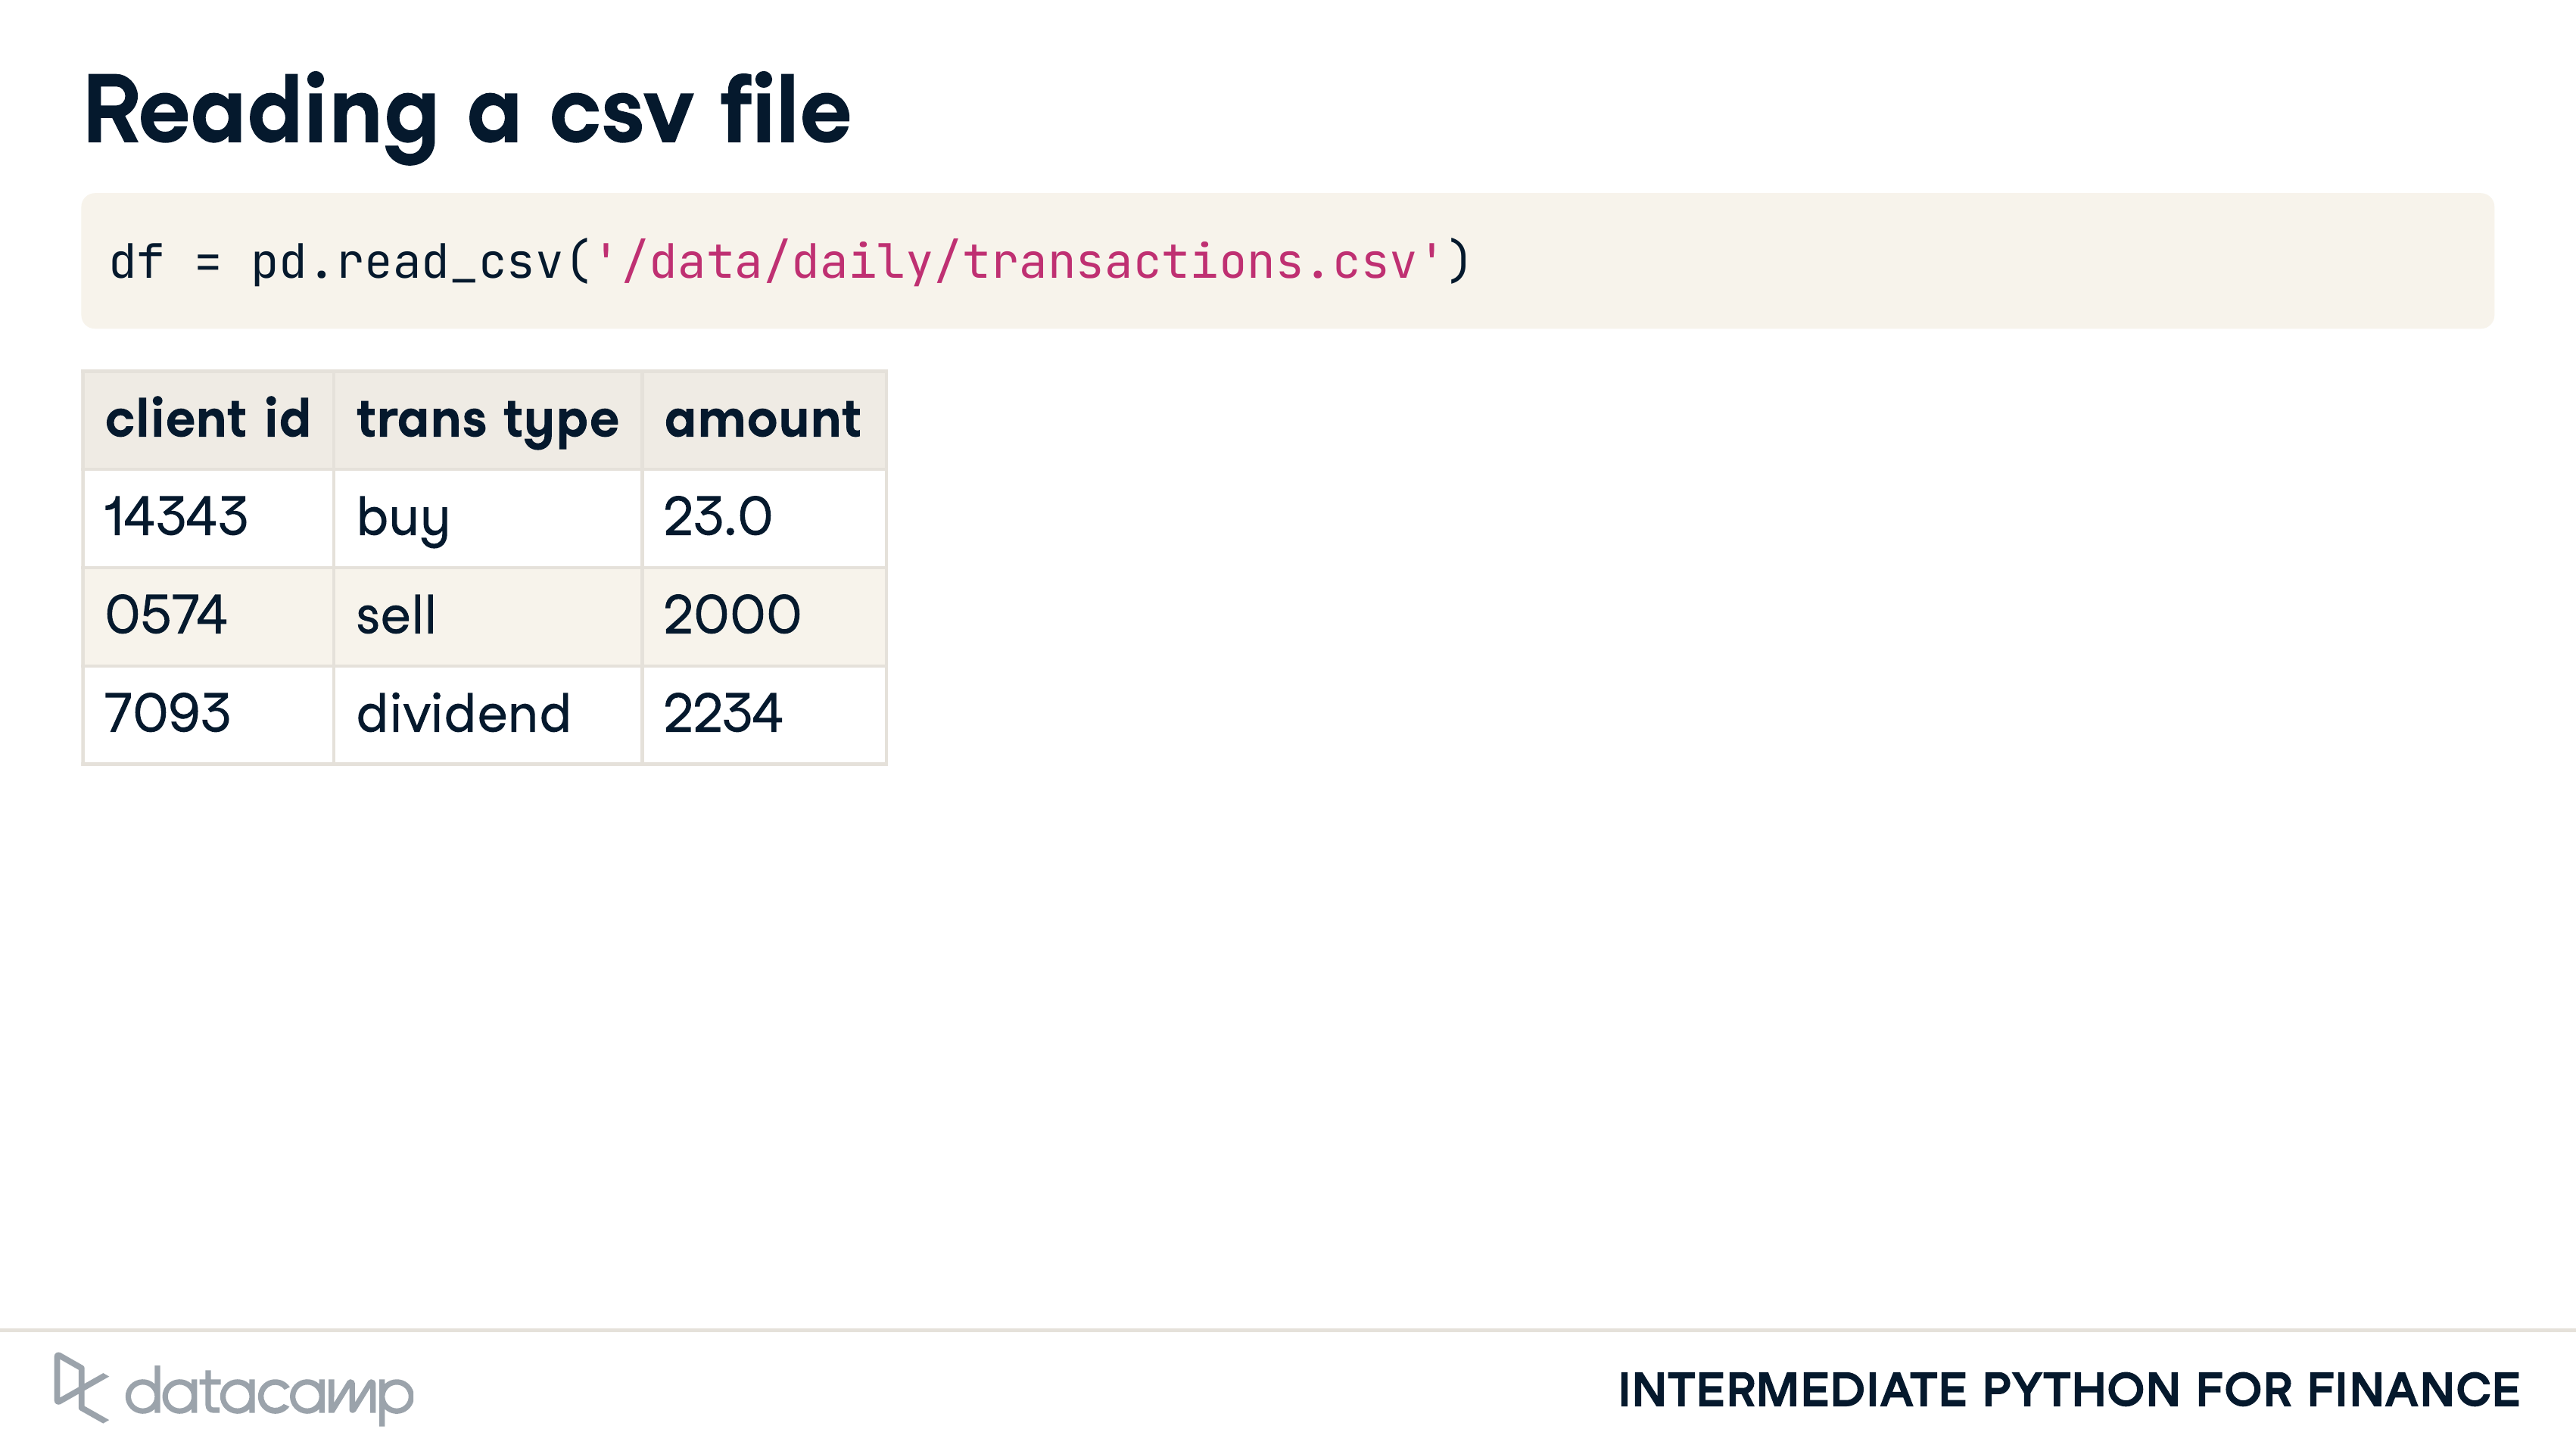 Reading a csv file
df = pd.read_csv('/data/daily/transactions.csv')
client id trans type amount
14343 buy 23.0
0574 sell 2000
7093 dividend 2234
datacamp
INTERMEDIATE PYTHON FOR FINANCE